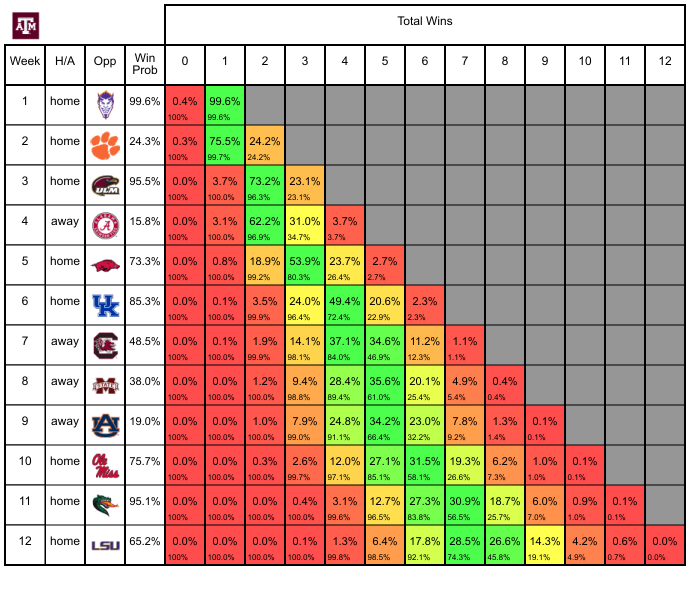 ĀM
Total Wins
Week H/A Opp Win Prob 0 1 2 3 4 5 6 7 8 9 10 11 12
1 home 99.6% 0.4% 99.6%
100% 99.6%
2 home 24.3% 0.3% 75.5% 24.2%
100% 99.7% 24.2%
3 home ULM 95.5% 0.0% 3.7% 73.2% 23.1%
100% 100.0% 96.3% 23.1%
4 away A 15.8% 0.0% 3.1% 62.2% 31.0% 3.7%
100% 100.0% 96.9% 34.7% 3.7%
5 home 73.3% 0.0% 0.8% 18.9% 53.9% 23.7% 2.7%
100% 100.0% 99.2% 80.3% 26.4% 2.7%
6 home UK 85.3% 0.0% 0.1% 3.5% 24.0% 49.4% 20.6% 2.3%
100% 100.0% 99.9% 96.4% 72.4% 22.9% 2.3%
7 away C 48.5% 0.0% 0.1% 1.9% 14.1% 37.1% 34.6% 11.2% 1.1%
100% 100.0% 99.9% 98.1% 84.0% 46.9% 12.3% 1.1%
8 away M STATE 38.0% 0.0% 0.0% 1.2% 9.4% 28.4% 35.6% 20.1% 4.9% 0.4%
100% 100.0% 100.0% 98.8% 89.4% 61.0% 25.4% 5.4% 0.4%
9 away AU 19.0% 0.0% 0.0% 1.0% 7.9% 24.8% 34.2% 23.0% 7.8% 1.3% 0.1%
100% 100.0% 100.0% 99.0% 91.1% 66.4% 32.2% 9.2% 1.4% 0.1%
10 home Ole Miss 75.7% 0.0% 0.0% 0.3% 2.6% 12.0% 27.1% 31.5% 19.3% 6.2% 1.0% 0.1%
100% 100.0% 100.0% 99.7% 97.1% 85.1% 58.1% 26.6% 7.3% 1.0% 0.1%
11 home 95.1% 0.0% 0.0% 0.0% 0.4% 3.1% 12.7% 27.3% 30.9% 18.7% 6.0% 0.9% 0.1%
100% 100.0% 100.0% 100.0% 99.6% 96.5% 83.8% 56.5% 25.7% 7.0% 1.0% 0.1%
12 home LSU 65.2% 0.0% 0.0% 0.0% 0.1% 1.3% 6.4% 17.8% 28.5% 26.6% 14.3% 4.2% 0.6% 0.0%
100% 100.0% 100.0% 100.0% 99.8% 98.5% 92.1% 74.3% 45.8% 19.1% 4.9% 0.7% 0.0%